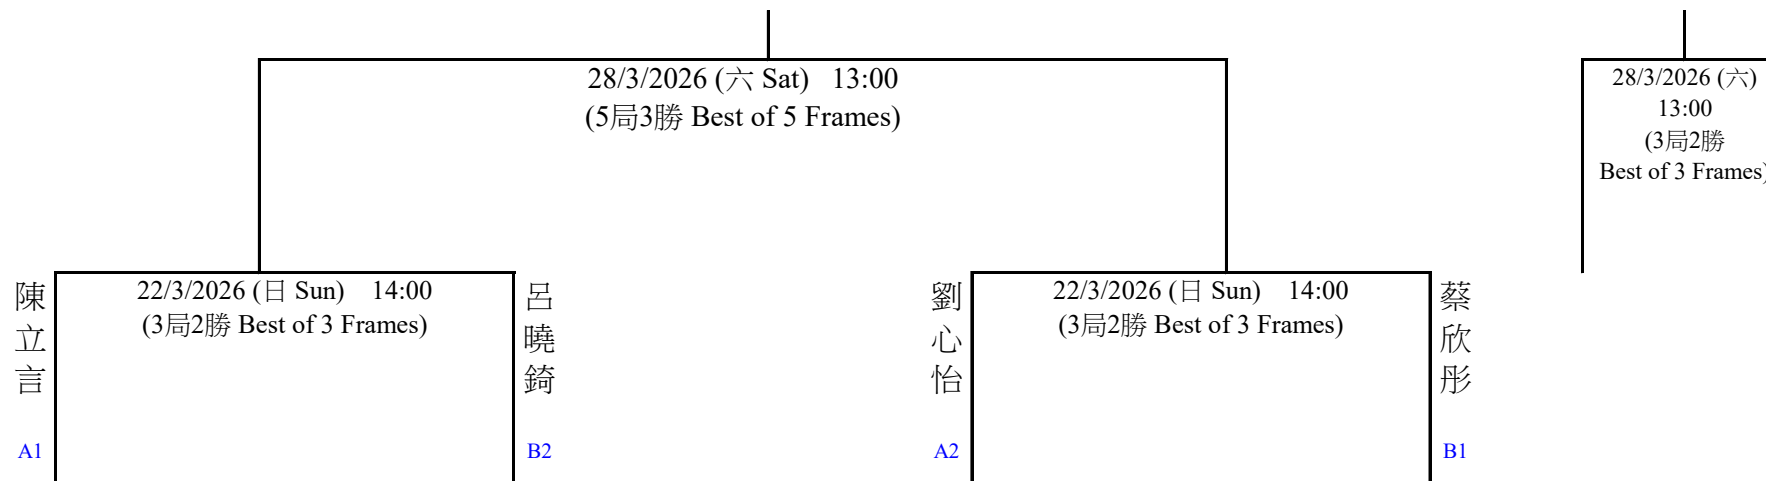 28/3/2026 (六 Sat) 13:00
(5局3勝 Best of 5 Frames)
28/3/2026 (六)
13:00
(3局2勝
Best of 3 Frames)
陳立言
22/3/2026 (日 Sun) 14:00
(3局2勝 Best of 3 Frames)
呂曉錡
劉心怡
22/3/2026 (日 Sun) 14:00
(3局2勝 Best of 3 Frames)
蔡欣彤
A1
B2
A2
B1